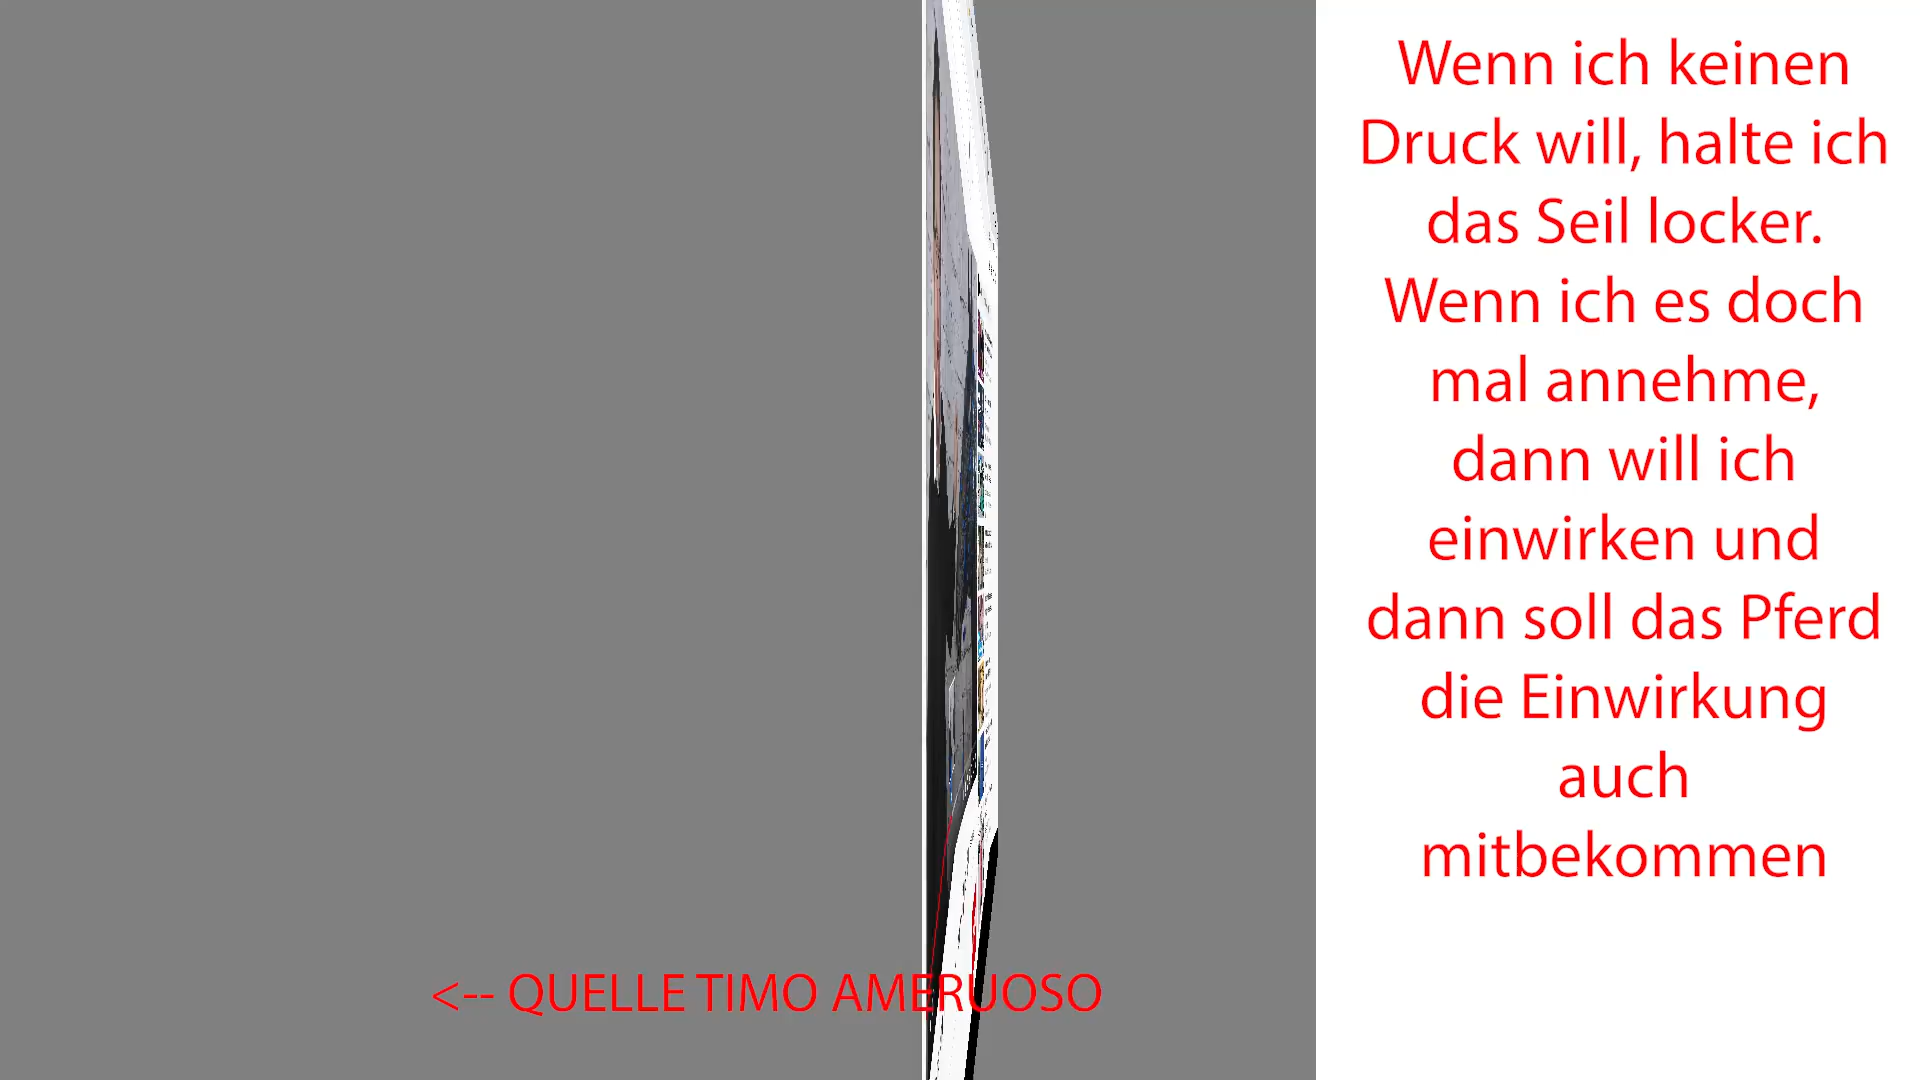 Wenn ich keinen
Druck will, halte ich
das Seil locker.
Wenn ich es doch
mal annehme,
dann will ich
einwirken und
dann soll das Pferd
die Einwirkung
auch
mitbekommen
<-- QUELLE TIMO AMERUOSO